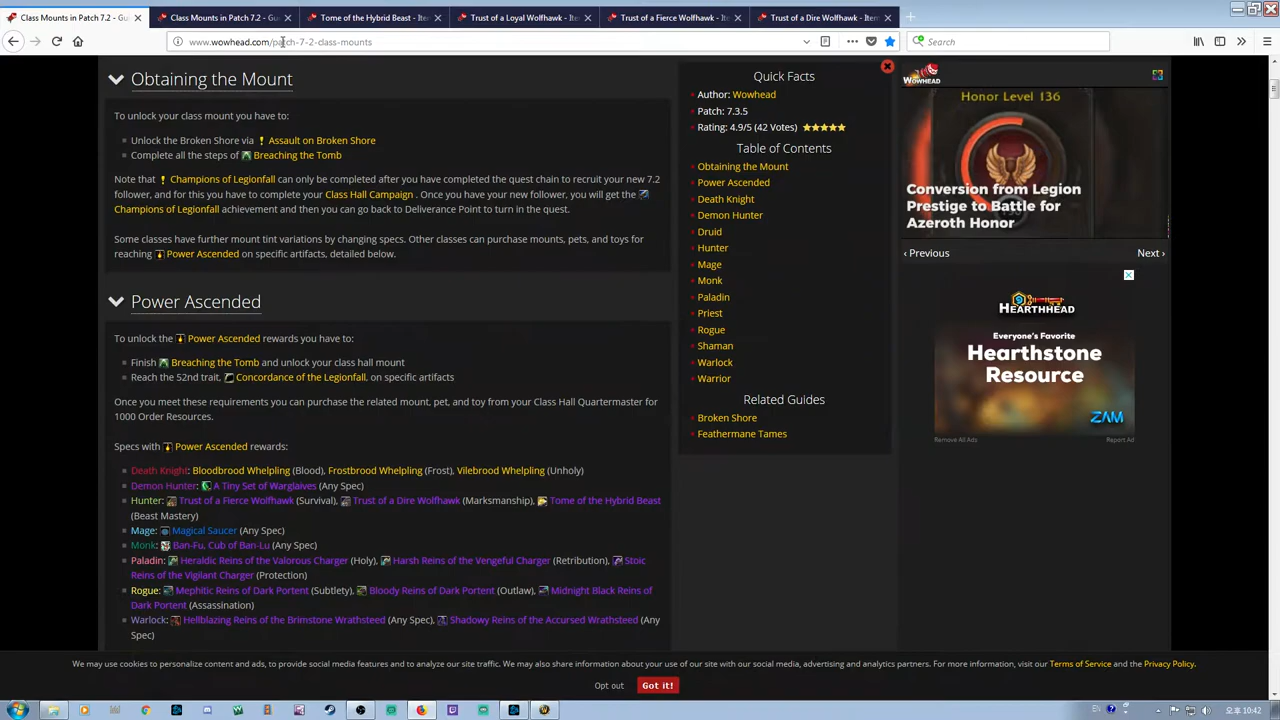 Class Mounts in Patch 7.2 - Gu
Class Mounts in Patch 7.2 - Gu
Tome of the Hybrid Beast - Iter
Trust of a Loyal Wolfhawk - Iten
Trust of a Fierce Wolfhawk - Ite
Trust of a Dire Wolfhawk - Item
www.wowhead.com/patch-7-2-class-mounts
Search
Obtaining the Mount
To unlock your class mount you have to:
Unlock the Broken Shore via Assault on Broken Shore
Complete all the steps of Breaching the Tomb
Note that Champions of Legionfall can only be completed after you have completed the quest chain to recruit your new 7.2
follower, and for this you have to complete your Class Hall Campaign . Once you have your new follower, you will get the
Champions of Legionfall achievement and then you can go back to Deliverance Point to turn in the quest.
Some classes have further mount tint variations by changing specs. Other classes can purchase mounts, pets, and toys for
reaching Power Ascended on specific artifacts, detailed below.
Power Ascended
To unlock the Power Ascended rewards you have to:
Finish Breaching the Tomb and unlock your class hall mount
Reach the 52nd trait, Concordance of the Legionfall, on specific artifacts
Once you meet these requirements you can purchase the related mount, pet, and toy from your Class Hall Quartermaster for
1000 Order Resources.
Specs with Power Ascended rewards:
Death Knight: Bloodbrood Whelpling (Blood), Frostbrood Whelpling (Frost), Vilebrood Whelpling (Unholy)
Demon Hunter: A Tiny Set of Warglaives (Any Spec)
Hunter: Trust of a Fierce Wolfhawk (Survival), Trust of a Dire Wolfhawk (Marksmanship), Tome of the Hybrid Beast
(Beast Mastery)
Mage: Magical Saucer (Any Spec)
Monk: Ban-Fu, Cub of Ban-Lu (Any Spec)
Paladin: Heraldic Reins of the Valorous Charger (Holy), Harsh Reins of the Vengeful Charger (Retribution), Stoic
Reins of the Vigilant Charger (Protection)
Rogue: Mephitic Reins of Dark Portent (Subtlety), Bloody Reins of Dark Portent (Outlaw), Midnight Black Reins of
Dark Portent (Assassination)
Warlock: Hellblazing Reins of the Brimstone Wrathsteed (Any Spec), Shadowy Reins of the Accursed Wrathsteed (Any
Spec)
Quick Facts
Author: Wowhead
Patch: 7.3.5
Rating: 4.9/5 (42 Votes)
Table of Contents
Obtaining the Mount
Power Ascended
Death Knight
Demon Hunter
Druid
Hunter
Mage
Monk
Paladin
Priest
Rogue
Shaman
Warlock
Warrior
Related Guides
Broken Shore
Feathermane Tames
WOWHEAD
Honor Level 136
Conversion from Legion
Prestige to Battle for
Azeroth Honor
‹ Previous
Next ›
HEARTHHEAD
Everyone's Favorite
Hearthstone
Resource
ZAM
Remove All Ads
Report Ad
We may use cookies to personalize content and ads, to provide social media features and to analyze our site traffic. We may also share information about your use of our site with our social media, advertising and analytics partners. For more information, visit our Terms of Service and the Privacy Policy.
Opt out
Got it!
EN
오후 10:42